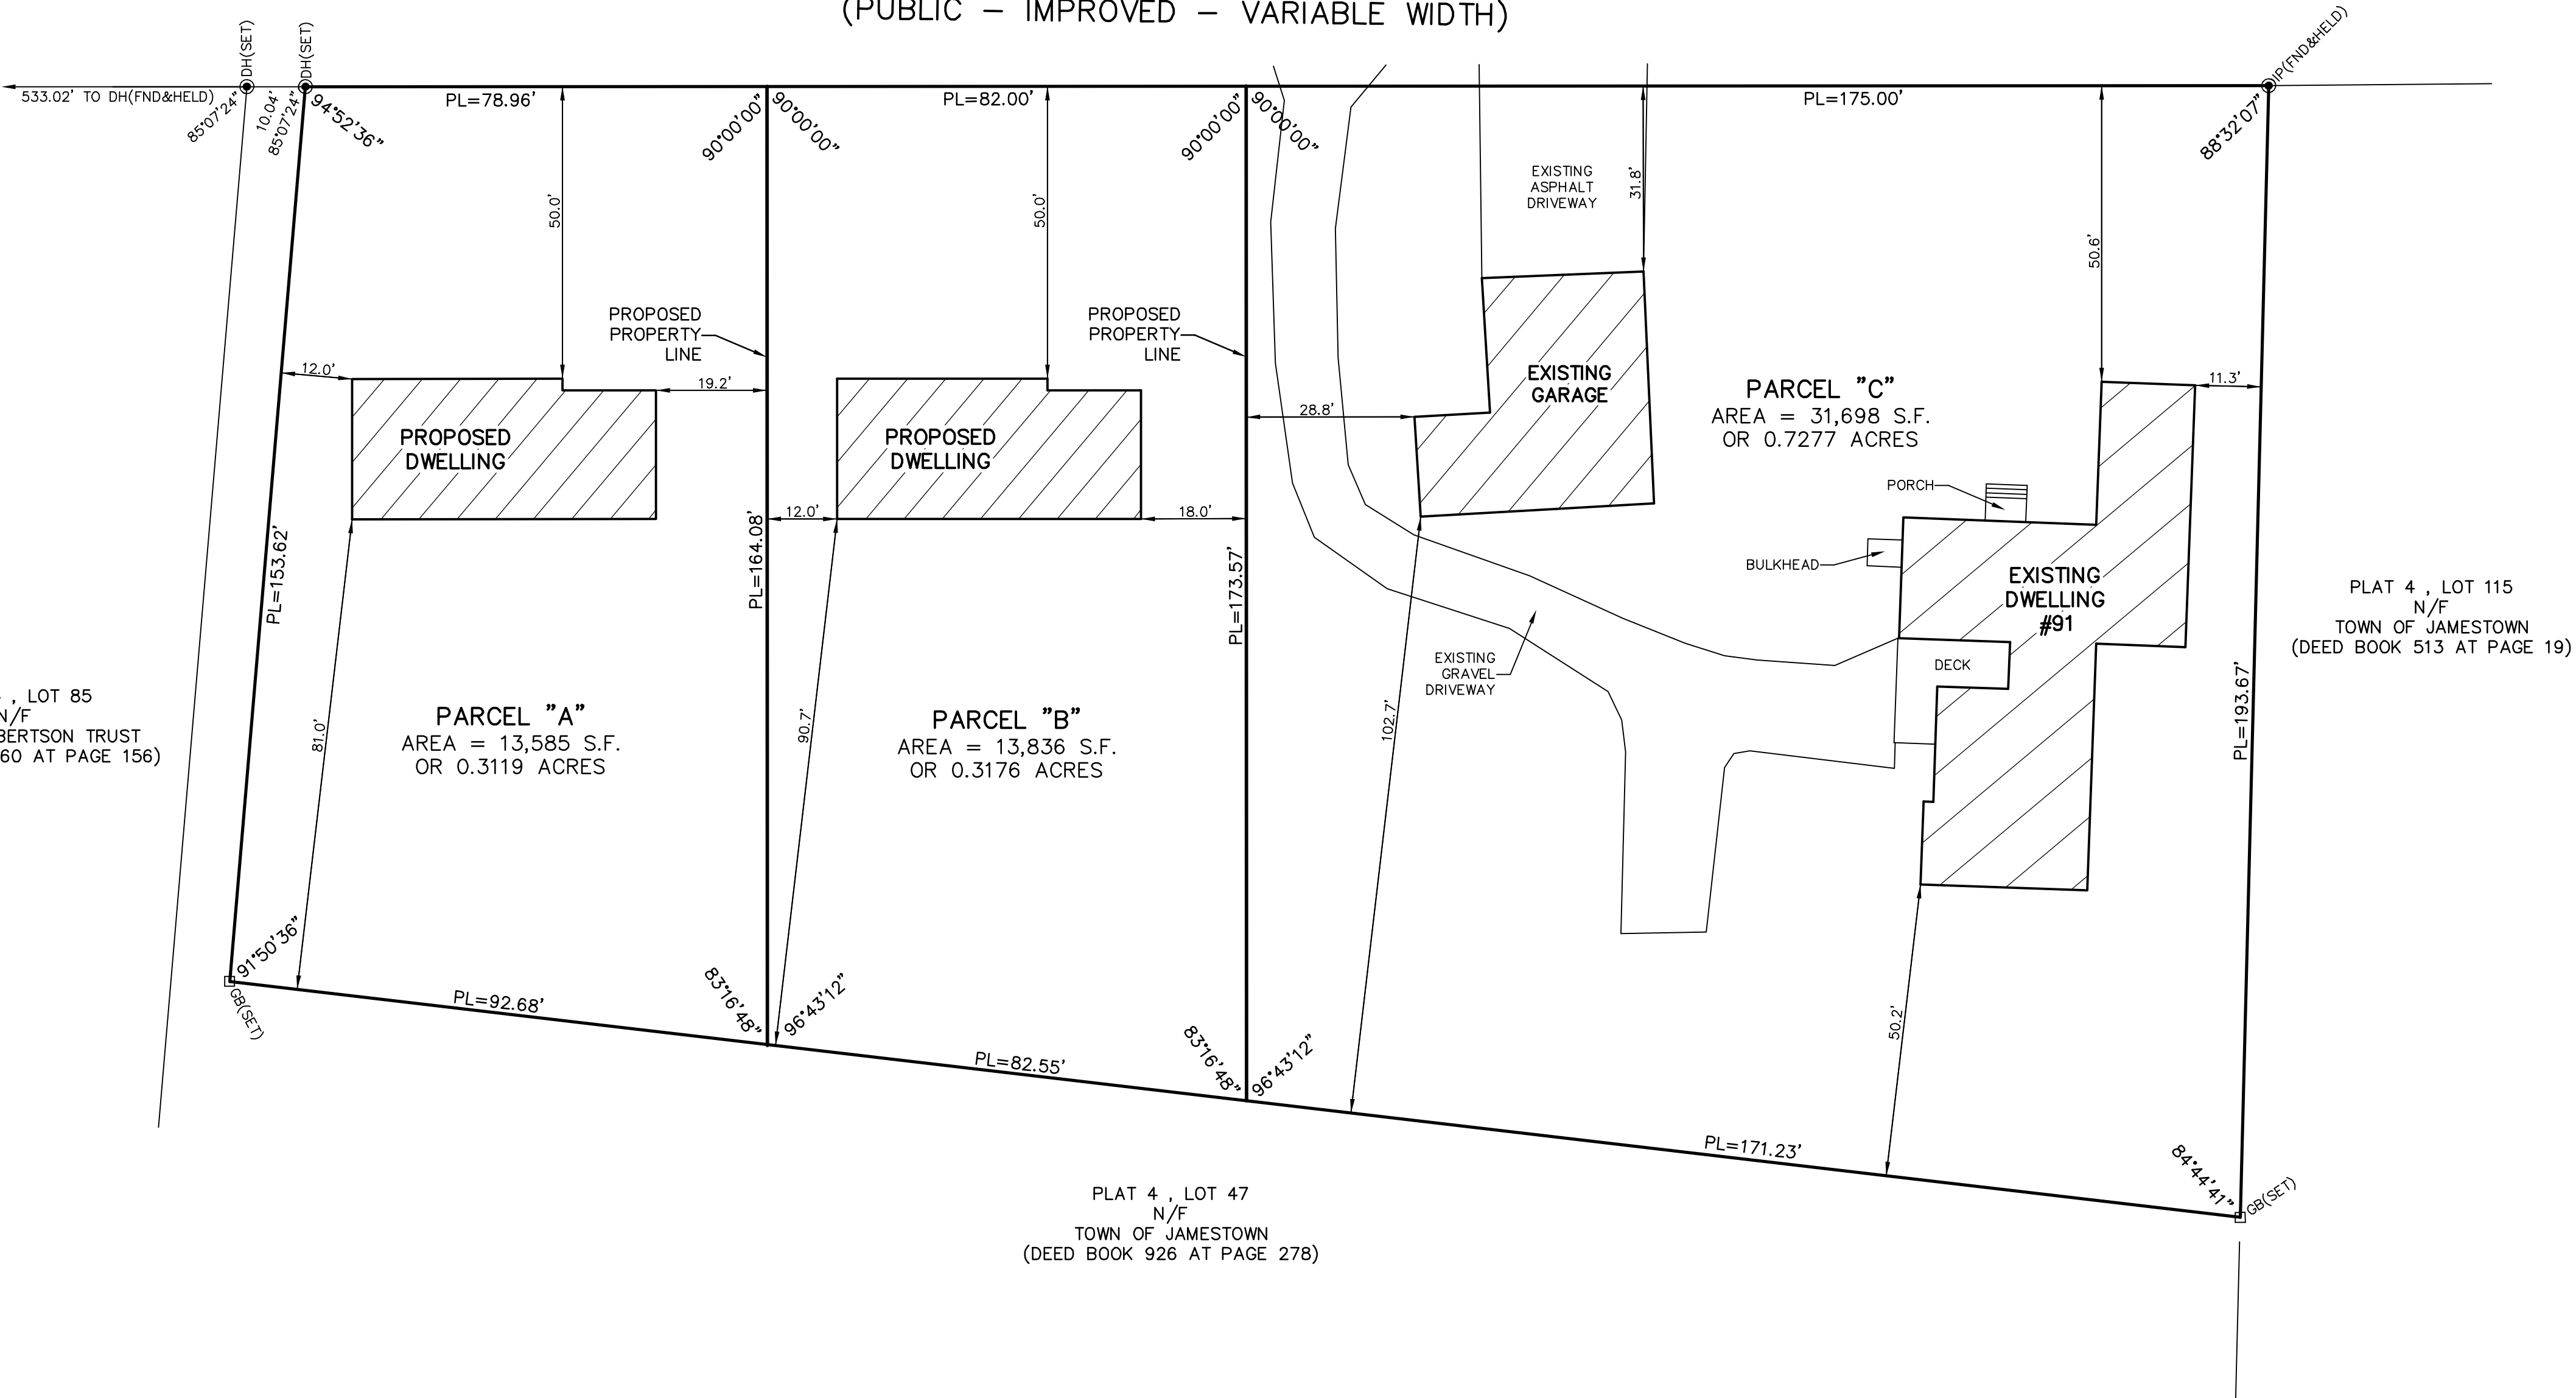 (PUBLIC – IMPROVED – VARIABLE WIDTH)
DH(SET)
DH(SET)
IP(FND&HELD)
533.02' TO DH(FND&HELD)
85°07'24"
10.04'
85°07'24"
94°52'36"
PL=78.96'
90°00'00"
90°00'00"
PL=82.00'
90°00'00"
90°00'00"
PL=175.00'
88°32'07"
50.0'
50.0'
EXISTING
ASPHALT
DRIVEWAY
31.8'
50.6'
PROPOSED
PROPERTY
LINE
PROPOSED
PROPERTY
LINE
12.0'
19.2'
28.8'
11.3'
EXISTING
GARAGE
PARCEL "C"
AREA = 31,698 S.F.
OR 0.7277 ACRES
PROPOSED
DWELLING
PROPOSED
DWELLING
12.0'
18.0'
PORCH
BULKHEAD
EXISTING
DWELLING
#91
DECK
PL=153.62'
PL=164.08'
PL=173.57'
PL=193.67'
EXISTING
GRAVEL
DRIVEWAY
PLAT 4 , LOT 115
N/F
TOWN OF JAMESTOWN
(DEED BOOK 513 AT PAGE 19)
, LOT 85
N/F
BERTSON TRUST
60 AT PAGE 156)
81.0'
PARCEL "A"
AREA = 13,585 S.F.
OR 0.3119 ACRES
90.7'
PARCEL "B"
AREA = 13,836 S.F.
OR 0.3176 ACRES
102.7'
50.2'
91°50'36"
GB(SET)
PL=92.68'
83°16'48"
96°43'12"
PL=82.55'
83°16'48"
96°43'12"
PL=171.23'
84°44'41"
GB(SET)
PLAT 4 , LOT 47
N/F
TOWN OF JAMESTOWN
(DEED BOOK 926 AT PAGE 278)